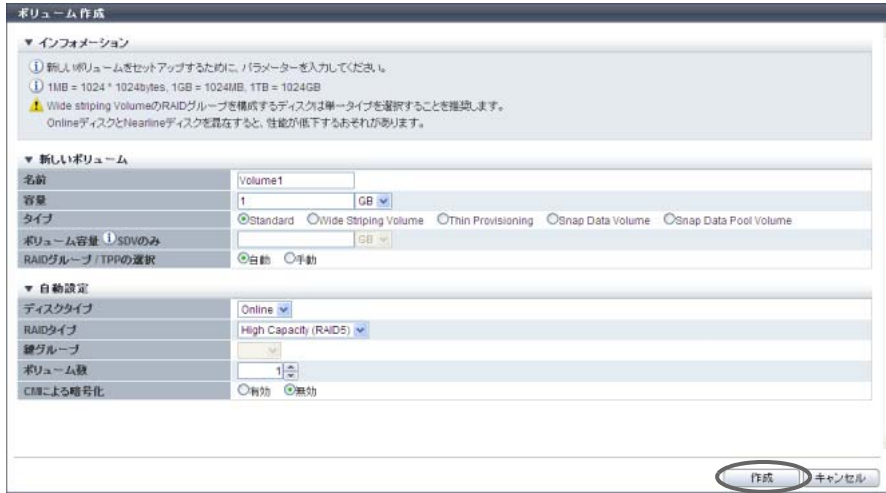 ボリューム作成
▼ インフォメーション
新しいボリュームをセットアップするために、パラメーターを入力してください。
1MB = 1024 * 1024bytes, 1GB = 1024MB, 1TB = 1024GB
Wide striping VolumeのRAIDグループを構成するディスクは単一タイプを選択することを推奨します。
OnlineディスクとNearlineディスクを混在すると、性能が低下するおそれがあります。
▼ 新しいボリューム
名前 Volume1
容量 1 GB
タイプ Standard Wide Striping Volume Thin Provisioning Snap Data Volume Snap Data Pool Volume
ボリューム容量 SDVのみ GB
RAIDグループ/TPPの選択 自動 手動
▼ 自動設定
ディスクタイプ Online
RAIDタイプ High Capacity (RAID5)
鍵グループ
ボリューム数 1
CMによる暗号化 有効 無効
作成 キャンセル